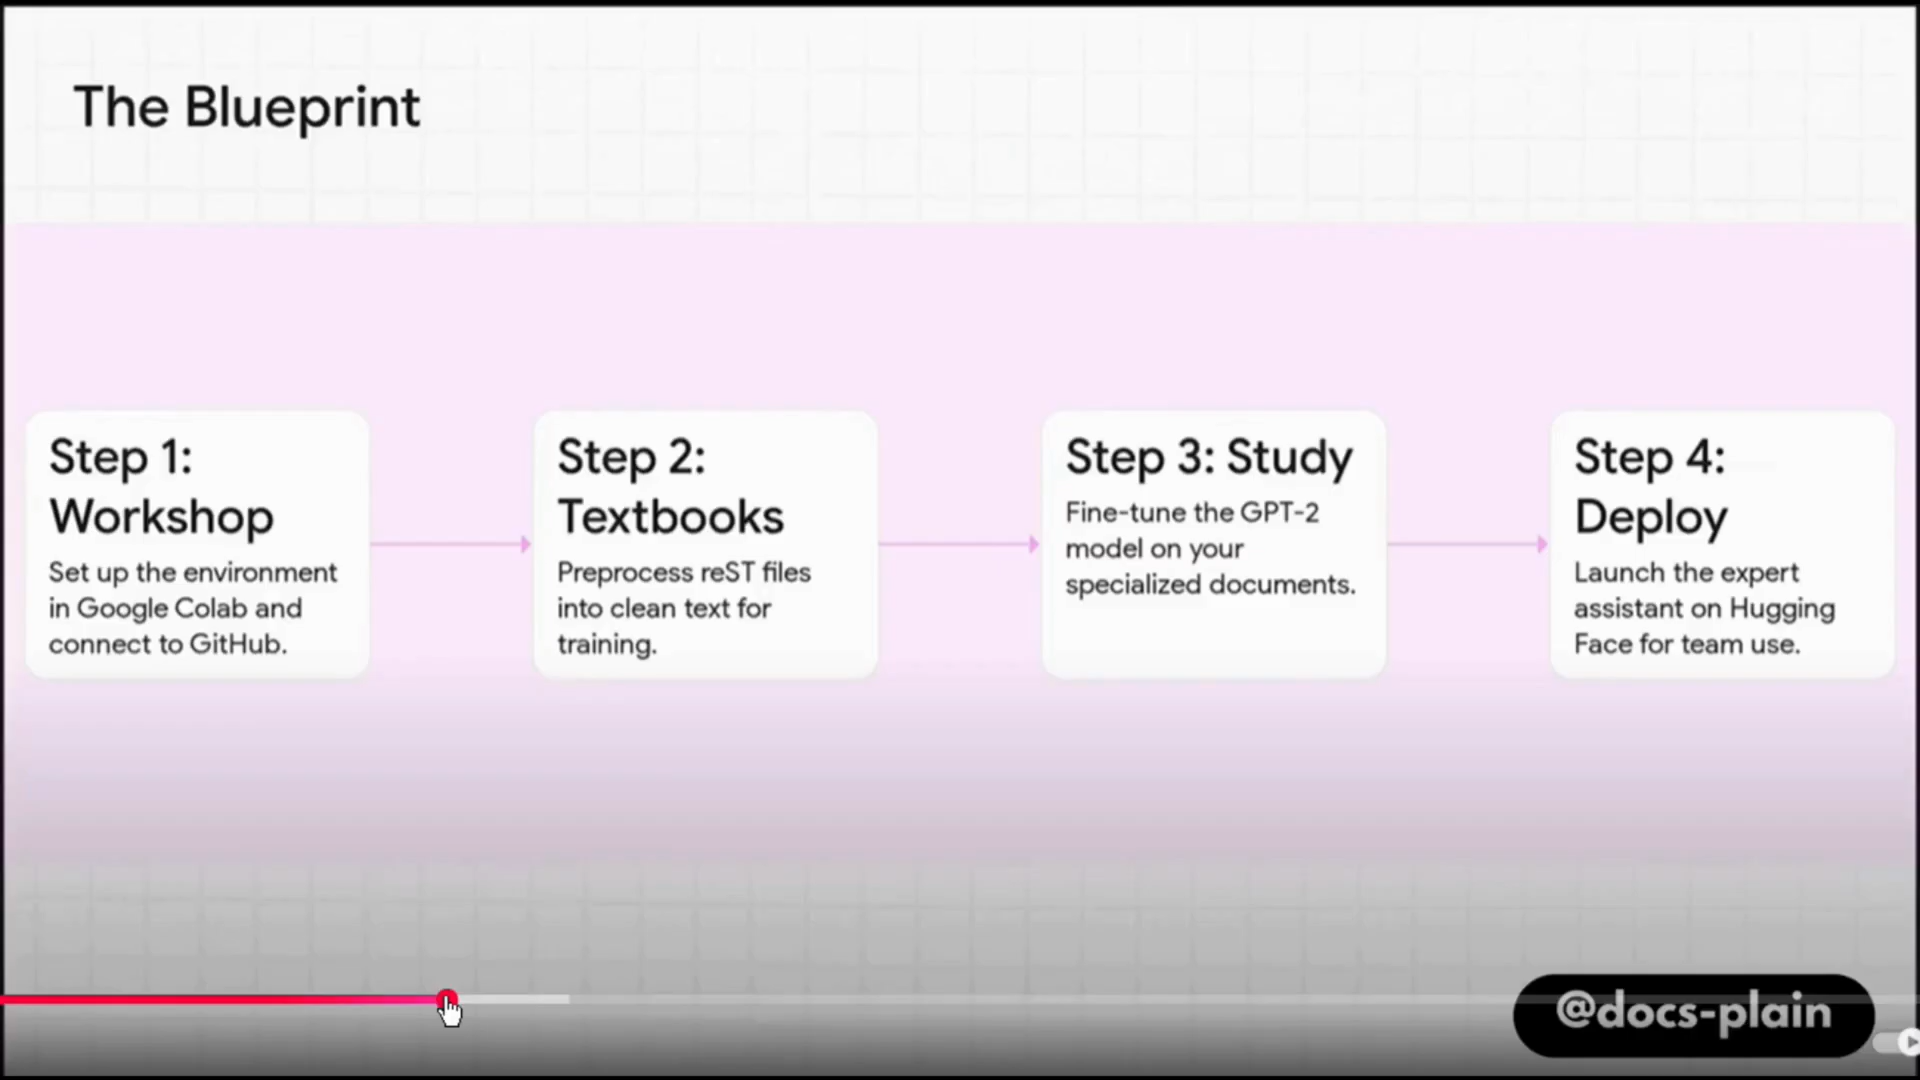 The Blueprint
Step 1:
Workshop
Set up the environment
in Google Colab and
connect to GitHub.
Step 2:
Textbooks
Preprocess reST files
into clean text for
training.
Step 3: Study
Fine-tune the GPT-2
model on your
specialized documents.
Step 4:
Deploy
Launch the expert
assistant on Hugging
Face for team use.
@docs-plain